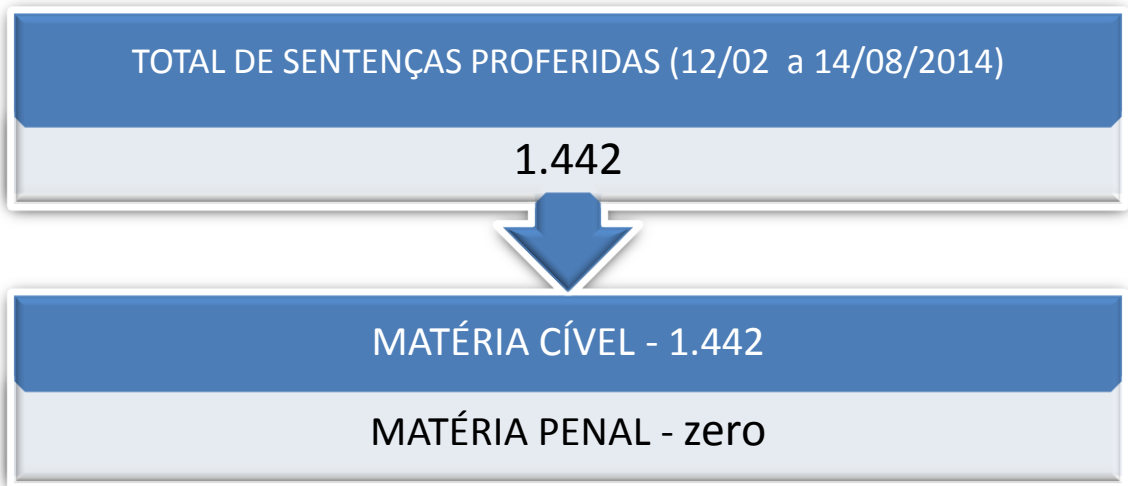 TOTAL DE SENTENÇAS PROFERIDAS (12/02 a 14/08/2014)
1.442
MATÉRIA CÍVEL - 1.442
MATÉRIA PENAL - zero